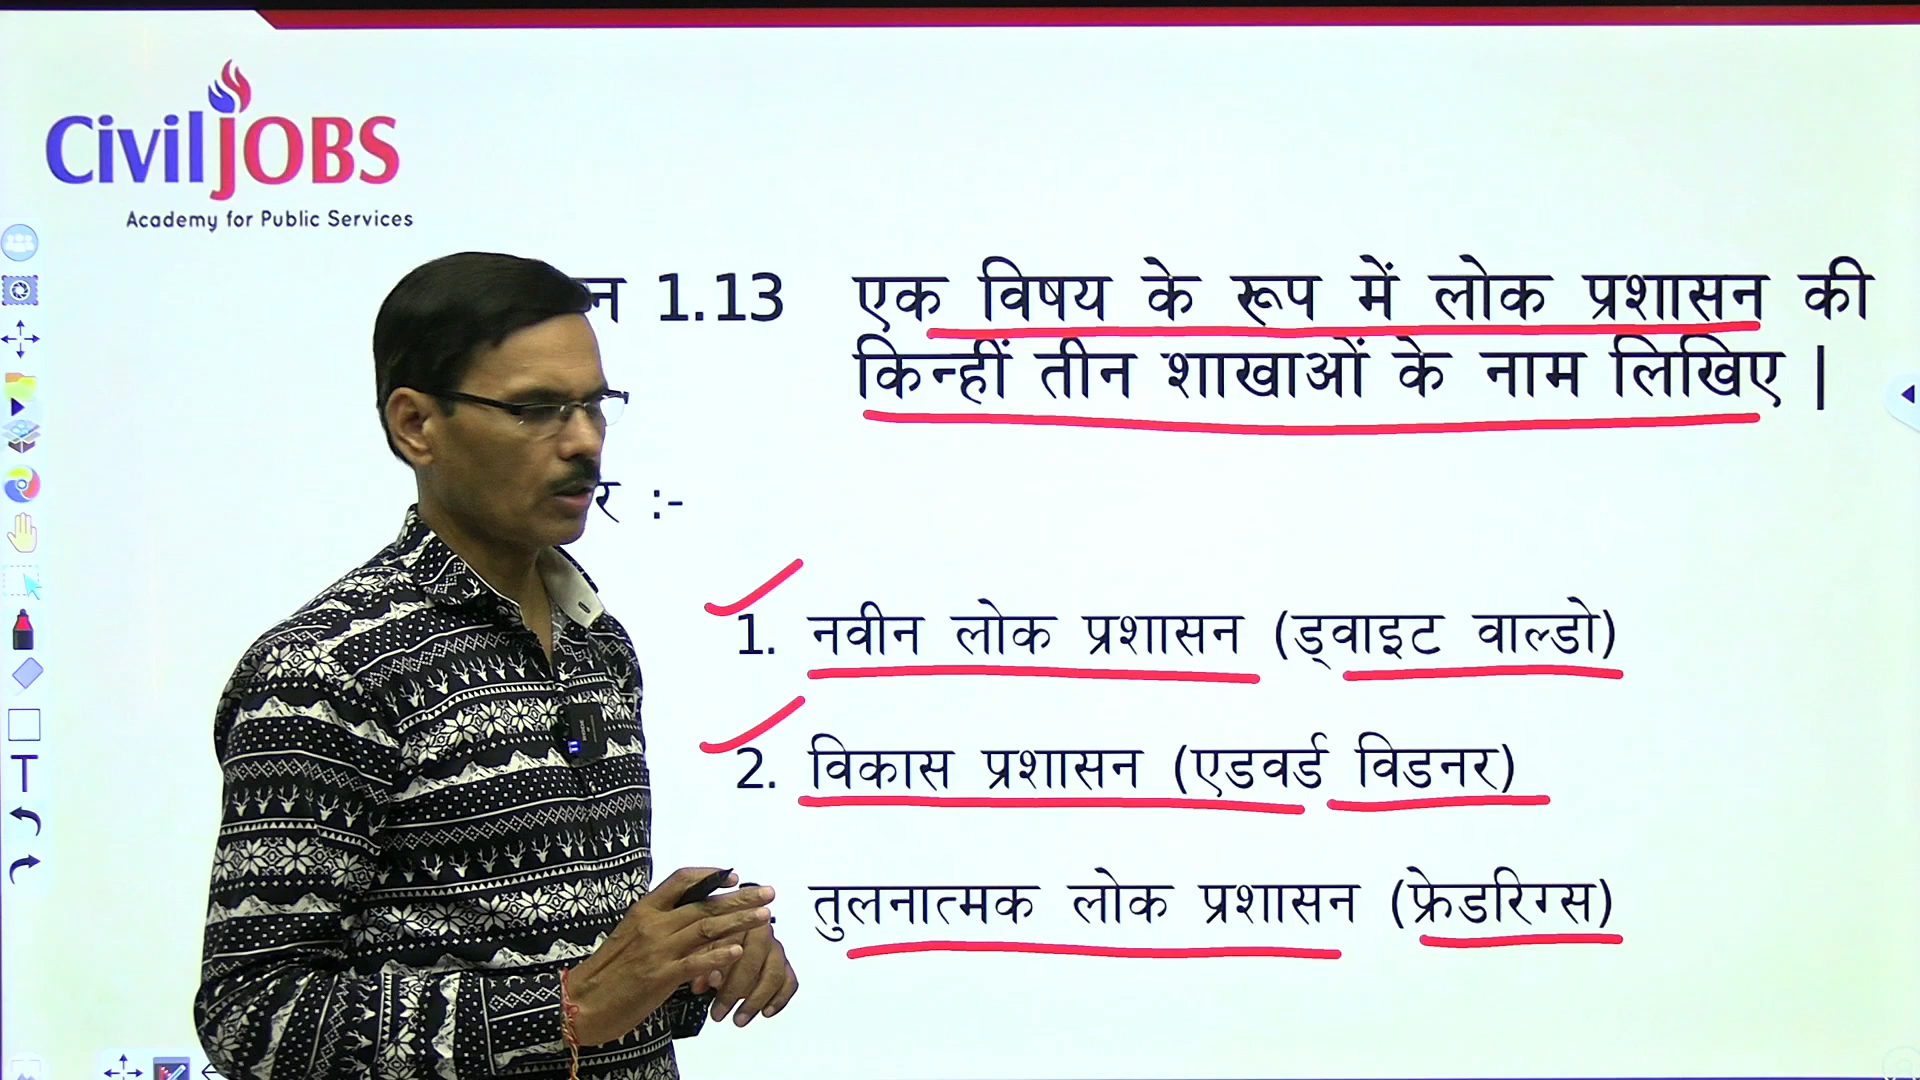 CivilJOBS
Academy for Public Services
न 1.13 एक विषय के रूप में लोक प्रशासन की
किन्हीं तीन शाखाओं के नाम लिखिए |
र :-
1. नवीन लोक प्रशासन (ड्वाइट वाल्डो)
2. विकास प्रशासन (एडवर्ड विडनर)
तुलनात्मक लोक प्रशासन (फ्रेडरिग्स)